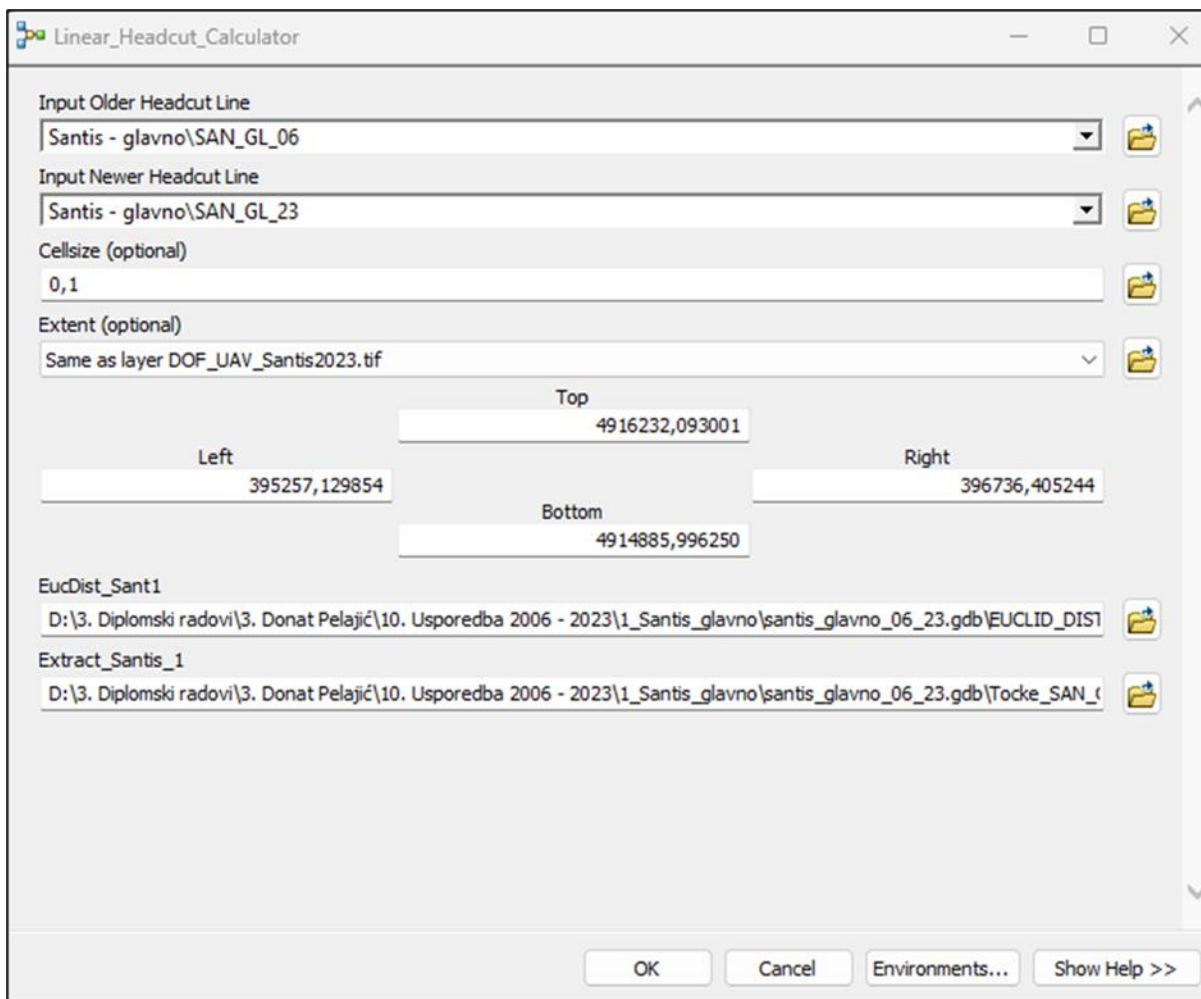 Linear_Headcut_Calculator
Input Older Headcut Line
Santis - glavno\SAN_GL_06
Input Newer Headcut Line
Santis - glavno\SAN_GL_23
Cellsize (optional)
0,1
Extent (optional)
Same as layer DOF_UAV_Santis2023.tif
Top
4916232,093001
Left Right
395257,129854 396736,405244
Bottom
4914885,996250
EucDist_Sant1
D:\3. Diplomski radovi\3. Donat Pelajić\10. Usporedba 2006 - 2023\1_Santis_glavno\santis_glavno_06_23.gdb\EUCLID_DIST
Extract_Santis_1
D:\3. Diplomski radovi\3. Donat Pelajić\10. Usporedba 2006 - 2023\1_Santis_glavno\santis_glavno_06_23.gdb\Tocke_SAN_
OK Cancel Environments... Show Help >>